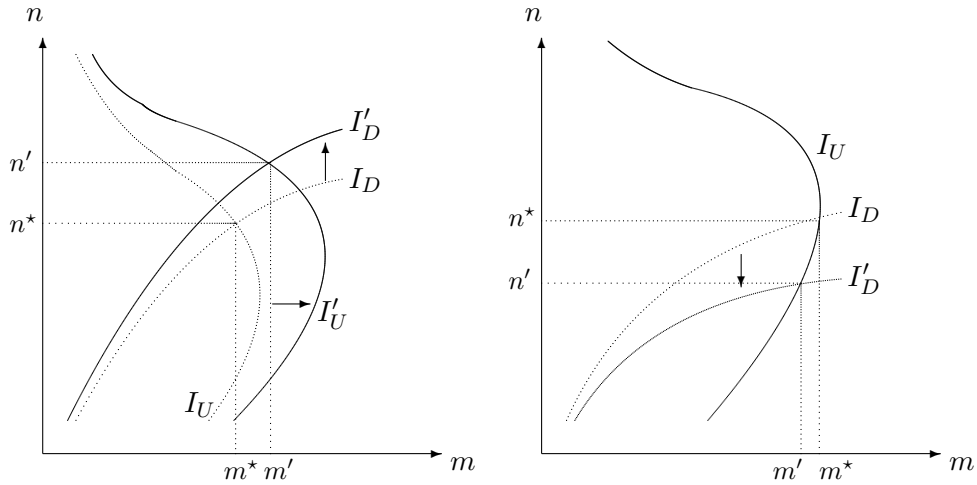 n
I′_D
n′
I_D
n⋆
I′_U
I_U
m⋆ m′
m
n
I_U
n⋆
I_D
n′
I′_D
m′ m⋆
m